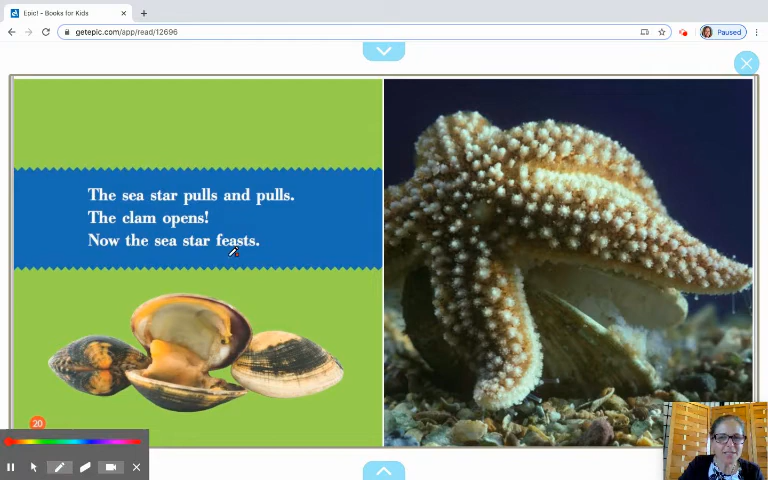 Epic! - Books for Kids
getepic.com/app/read/12696
Paused
The sea star pulls and pulls.
The clam opens!
Now the sea star feasts.
20